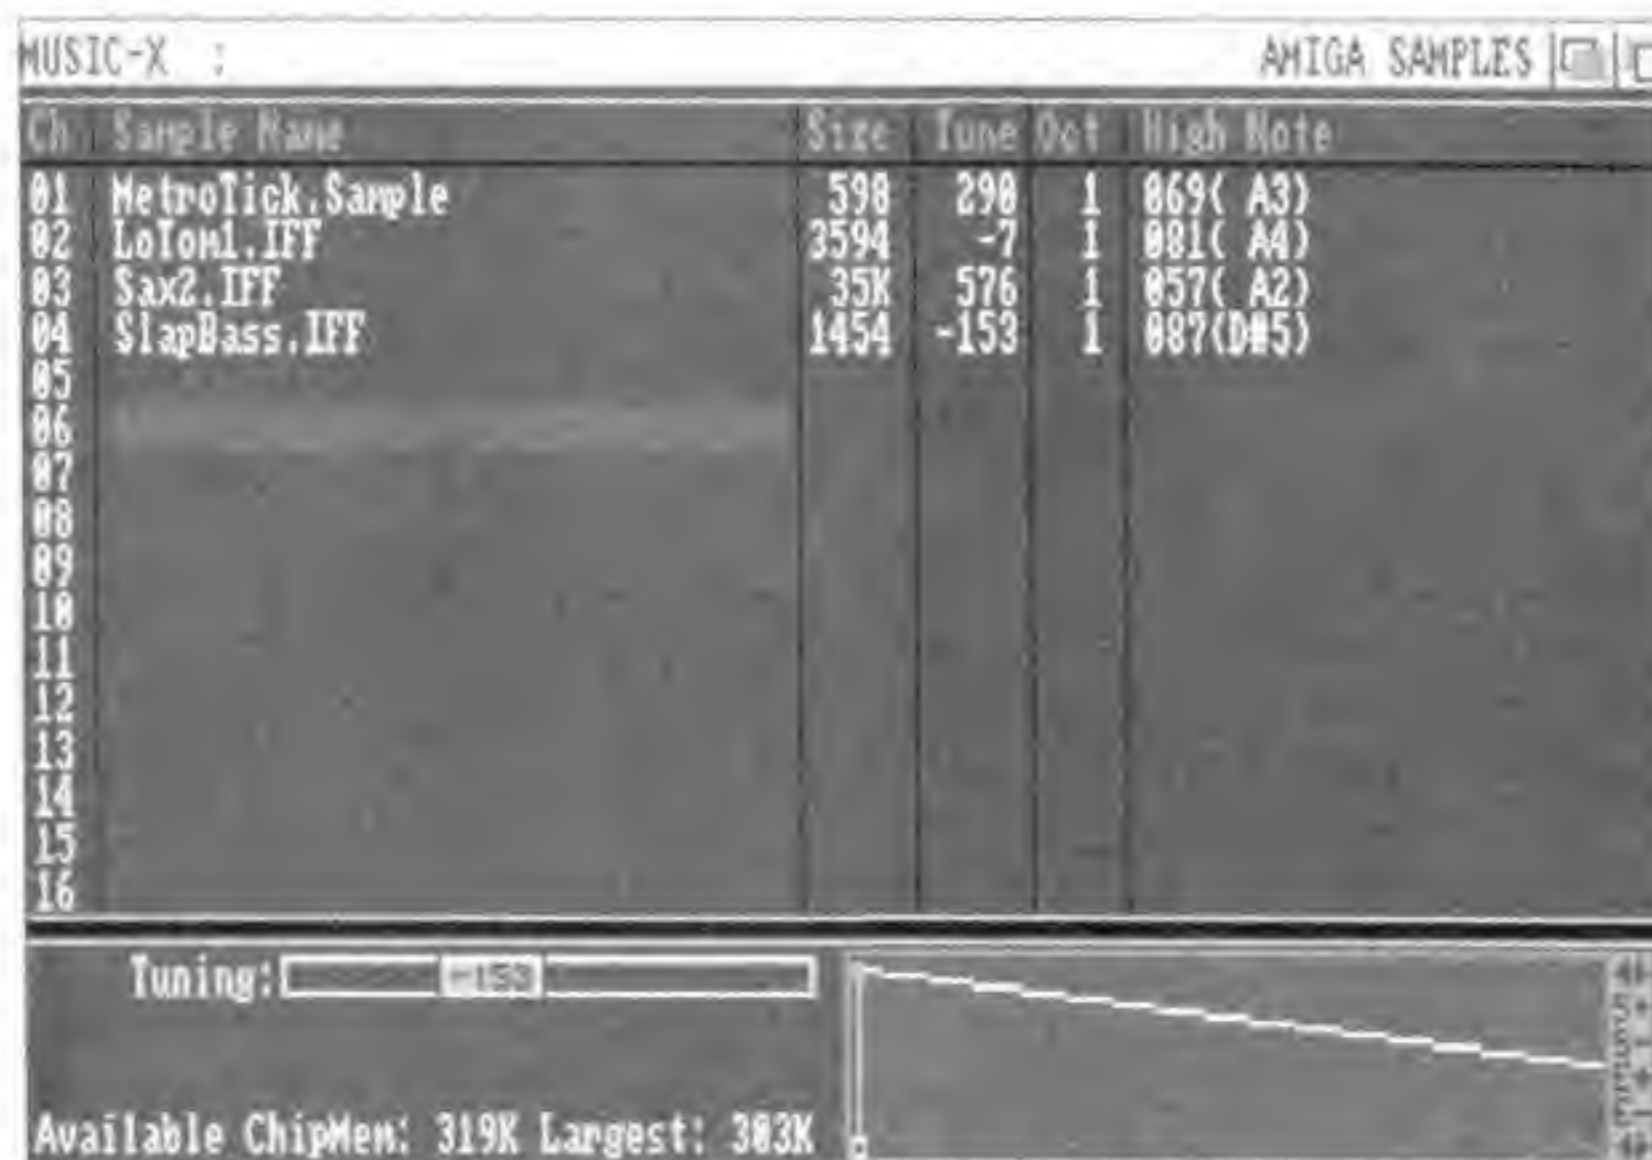 MUSIC-X : AMIGA SAMPLES
Ch Sample Name Size Tune Oct High Note
01 MetroTick.Sample 598 290 1 069( A3)
02 LoTom1.IFF 3594 -7 1 081( A4)
03 Sax2.IFF 35K 576 1 057( A2)
04 SlapBass.IFF 1454 -153 1 087(D#5)
05
06
07
08
09
10
11
12
13
14
15
16
Tuning: -153
Available ChipMem: 319K Largest: 303K